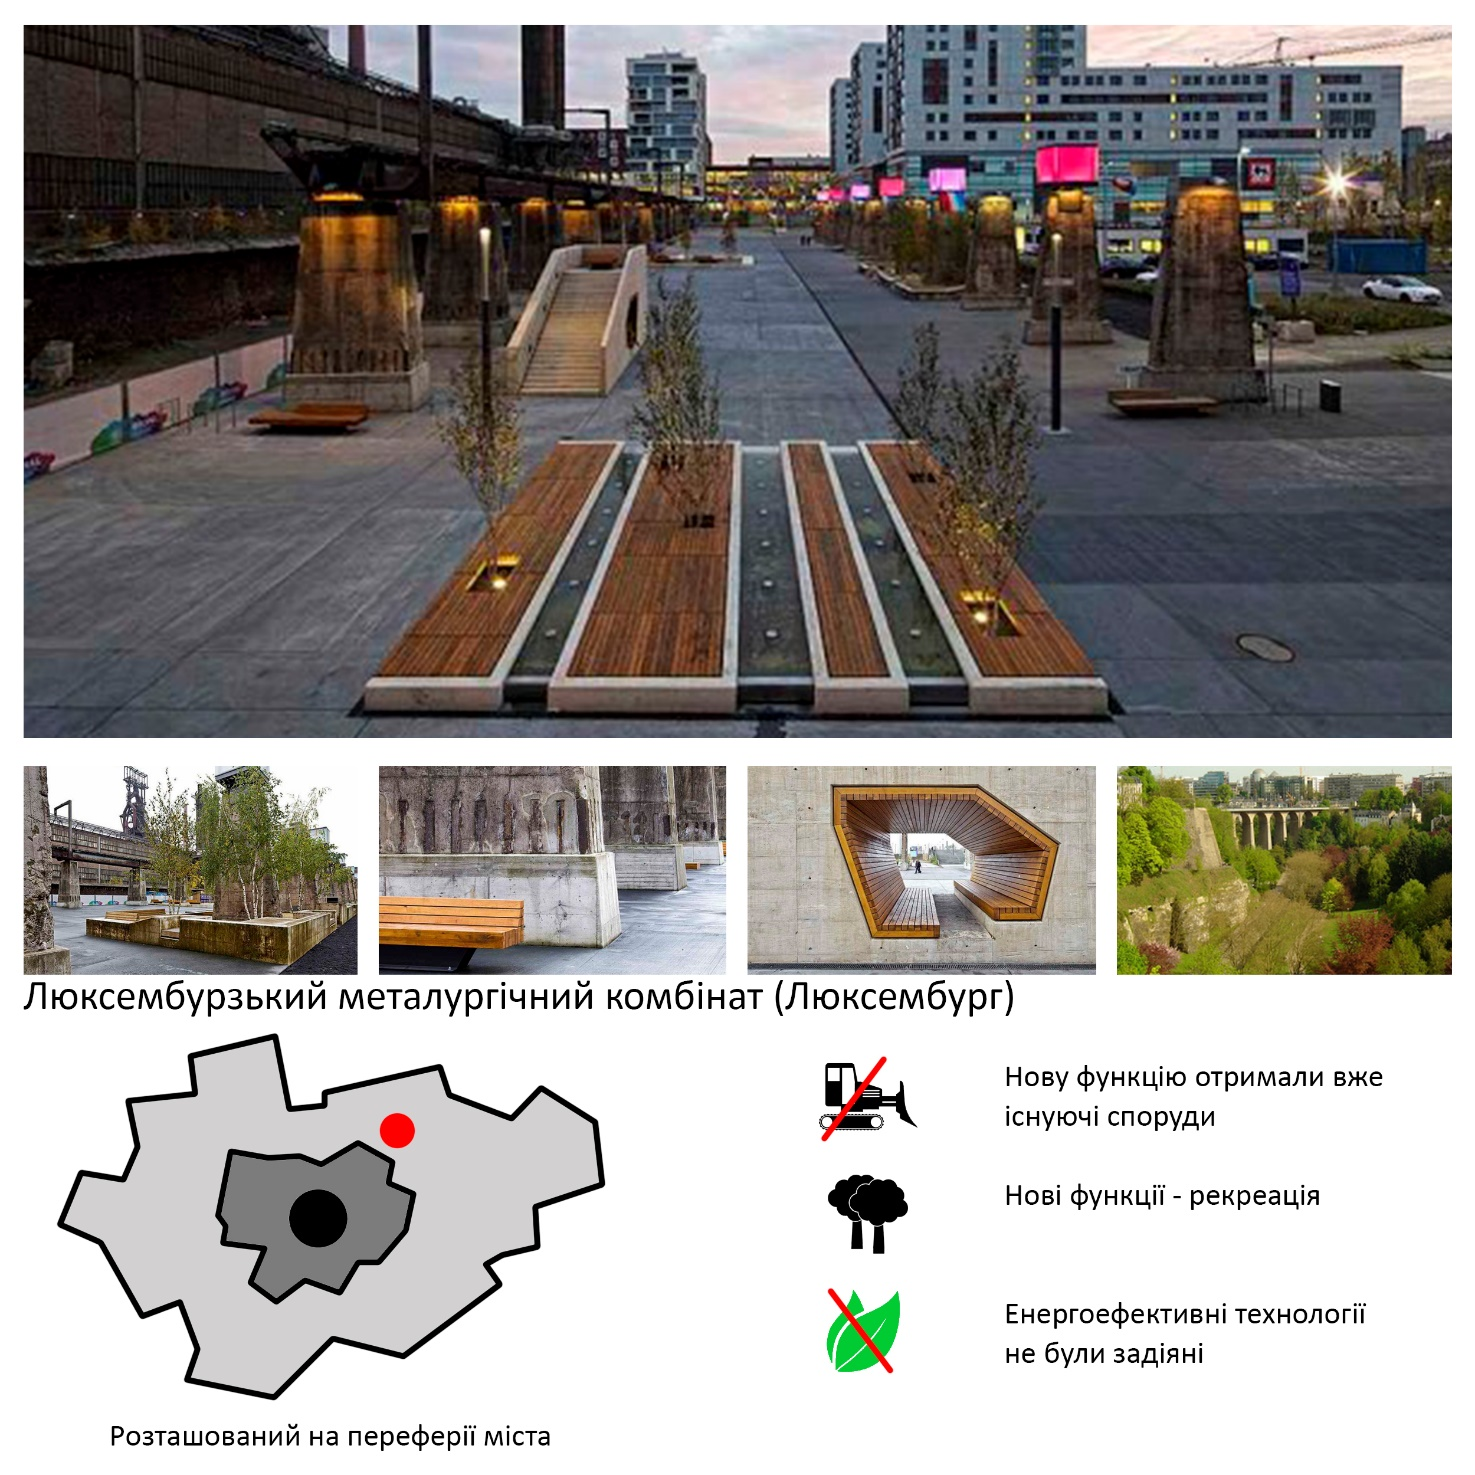 Люксембурзький металургічний комбінат (Люксембург)
Нову функцію отримали вже
існуючі споруди
Нові функції - рекреація
Енергоефективні технології
не були задіяні
Розташований на переферії міста